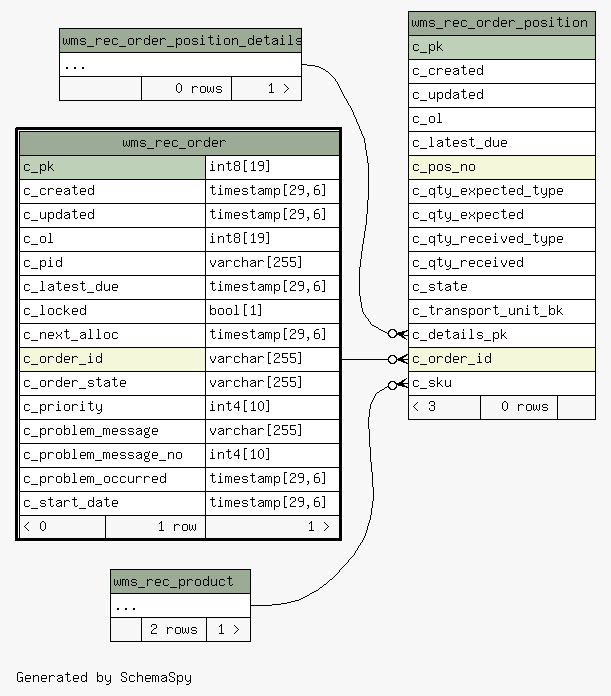 wms_rec_order_position_details
...
0 rows 1 >
wms_rec_order
c_pk int8[19]
c_created timestamp[29,6]
c_updated timestamp[29,6]
c_ol int8[19]
c_pid varchar[255]
c_latest_due timestamp[29,6]
c_locked bool[1]
c_next_alloc timestamp[29,6]
c_order_id varchar[255]
c_order_state varchar[255]
c_priority int4[10]
c_problem_message varchar[255]
c_problem_message_no int4[10]
c_problem_occurred timestamp[29,6]
c_start_date timestamp[29,6]
< 0 1 row 1 >
wms_rec_product
...
2 rows 1 >
wms_rec_order_position
c_pk
c_created
c_updated
c_ol
c_latest_due
c_pos_no
c_qty_expected_type
c_qty_expected
c_qty_received_type
c_qty_received
c_state
c_transport_unit_bk
c_details_pk
c_order_id
c_sku
< 3 0 rows
Generated by SchemaSpy